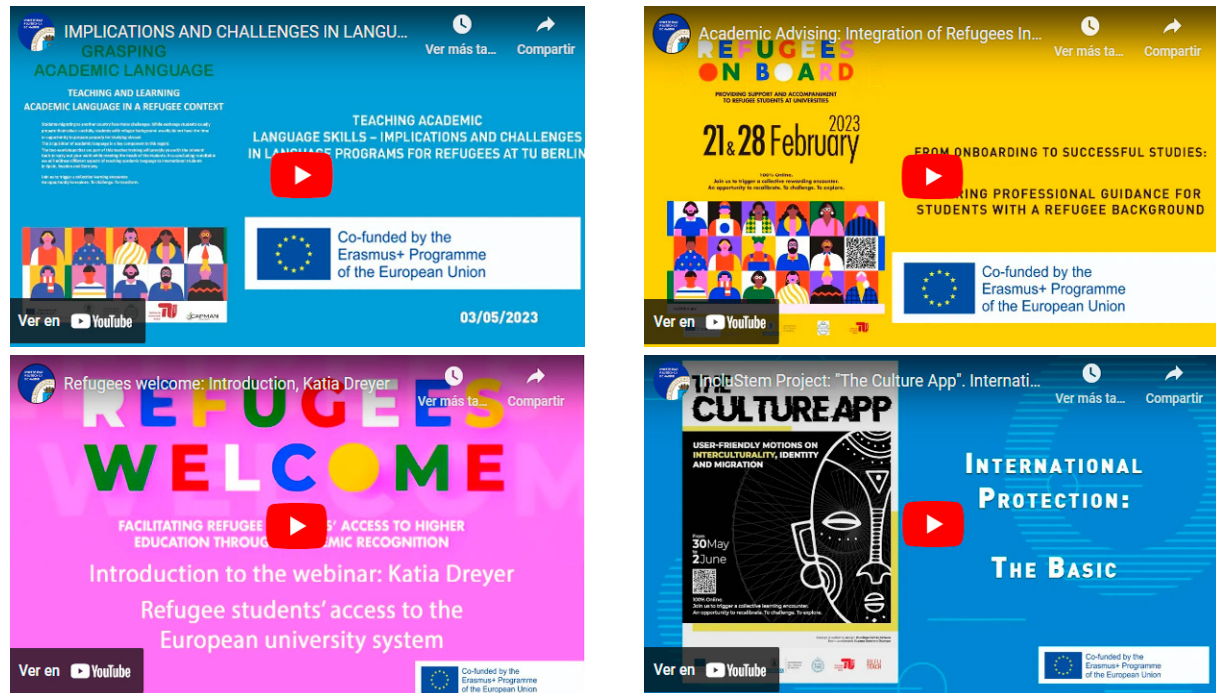 IMPLICATIONS AND CHALLENGES IN LANGU...
Ver más ta...
Compartir
GRASPING
ACADEMIC LANGUAGE
TEACHING AND LEARNING
ACADEMIC LANGUAGE IN A REFUGEE CONTEXT
TEACHING ACADEMIC
LANGUAGE SKILLS – IMPLICATIONS AND CHALLENGES
IN LANGUAGE PROGRAMS FOR REFUGEES AT TU BERLIN
Co-funded by the
Erasmus+ Programme
of the European Union
CAPMAN
03/05/2023
Ver en YouTube
Academic Advising: Integration of Refugees In...
Ver más ta...
Compartir
REFUGEES
ON BOARD
PROVIDING SUPPORT AND ACCOMPANIMENT
TO REFUGEE STUDENTS AT UNIVERSITIES
21 & 28 February 2023
100% Online.
Join us to trigger a collective rewarding encounter.
An opportunity to recalibrate. To challenge. To explore.
FROM ONBOARDING TO SUCCESSFUL STUDIES:
RING PROFESSIONAL GUIDANCE FOR
STUDENTS WITH A REFUGEE BACKGROUND
Co-funded by the
Erasmus+ Programme
of the European Union
Ver en YouTube
Refugees welcome: Introduction, Katia Dreyer
Ver más ta...
Compartir
REFUGEES
WELCOME
FACILITATING REFUGEE S' ACCESS TO HIGHER
EDUCATION THROUG EMIC RECOGNITION
Introduction to the webinar: Katia Dreyer
Refugee students' access to the
European university system
Ver en YouTube
Co-funded by the
Erasmus+ Programme
of the European Union
IncluStem Project: "The Culture App". Internati...
Ver más ta...
Compartir
THE
CULTURE APP
USER-FRIENDLY MOTIONS ON
INTERCULTURALITY, IDENTITY
AND MIGRATION
From
30 May
to
2 June
100% Online.
Join us to trigger a collective learning encounter.
An opportunity to recalibrate. To challenge. To explore.
INTERNATIONAL
PROTECTION:
THE BASIC
Ver en YouTube
Co-funded by the
Erasmus+ Programme
of the European Union